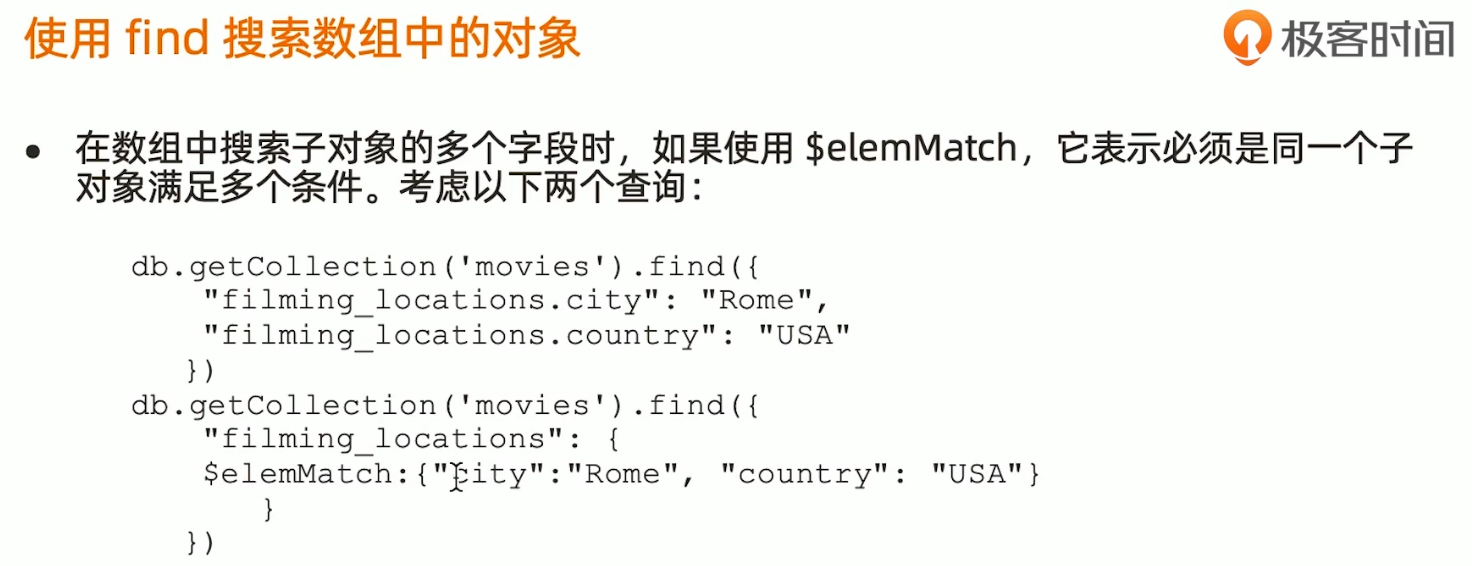 使用 find 搜索数组中的对象
极客时间
● 在数组中搜索子对象的多个字段时，如果使用 $elemMatch，它表示必须是同一个子
对象满足多个条件。考虑以下两个查询：
db.getCollection('movies').find({
    "filming_locations.city": "Rome",
    "filming_locations.country": "USA"
   })
db.getCollection('movies').find({
    "filming_locations": {
    $elemMatch:{"city":"Rome", "country": "USA"}
       }
   })